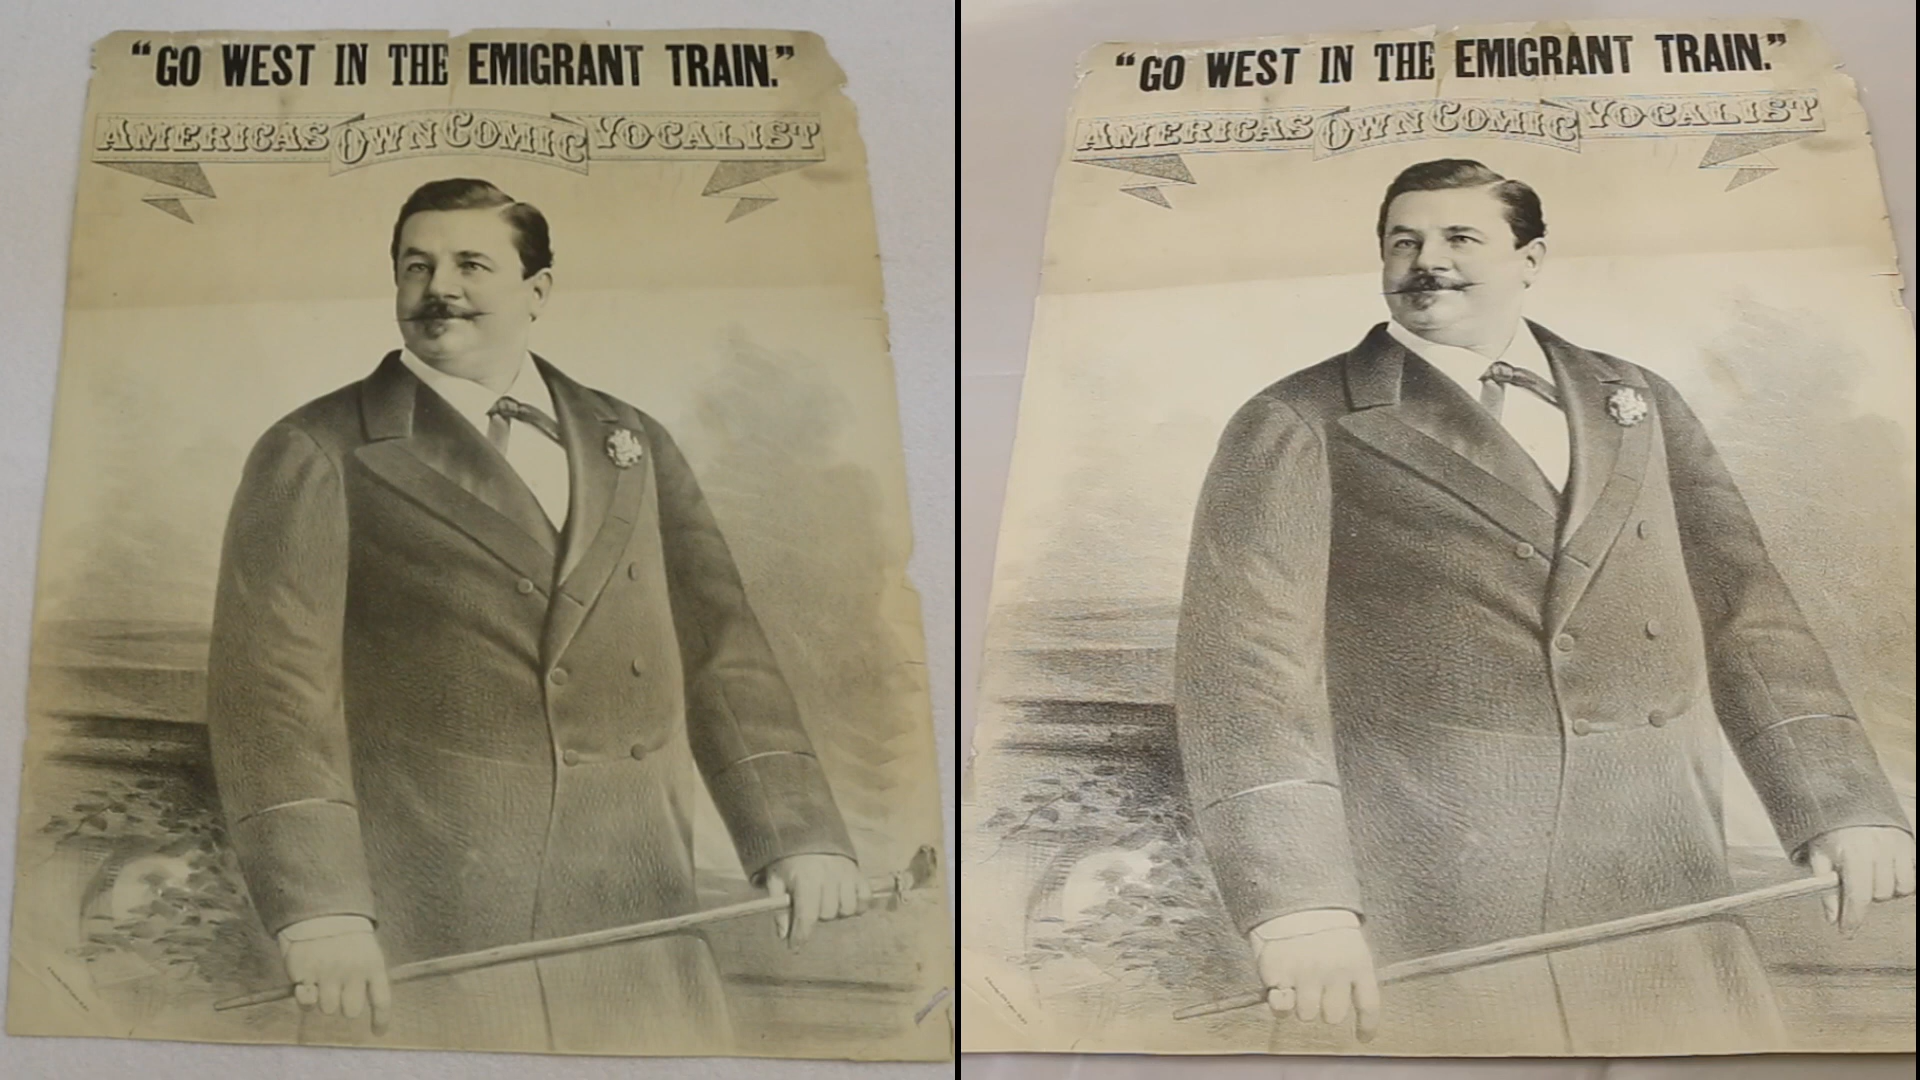 “GO WEST IN THE EMIGRANT TRAIN.”
AMERICAS OWN COMIC VOCALIST
“GO WEST IN THE EMIGRANT TRAIN.”
AMERICAS OWN COMIC VOCALIST